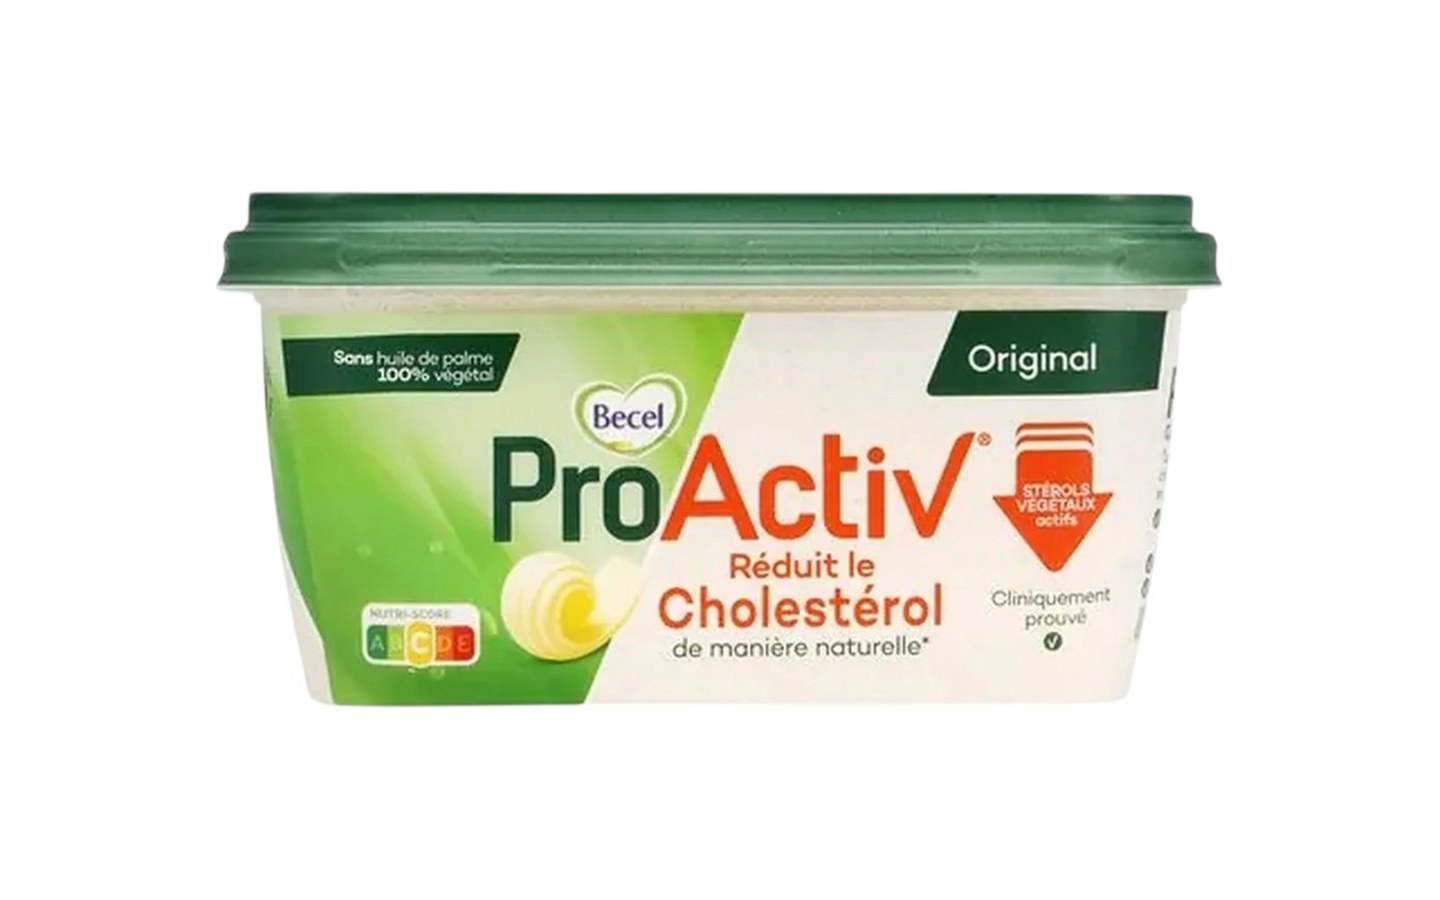 Sans huile de palme
100% végétal
Original
Becel
ProActiv®
Réduit le
Cholestérol
de manière naturelle*
STÉROLS
VÉGÉTAUX
actifs
Cliniquement
prouvé
NUTRI-SCORE
A B C D E